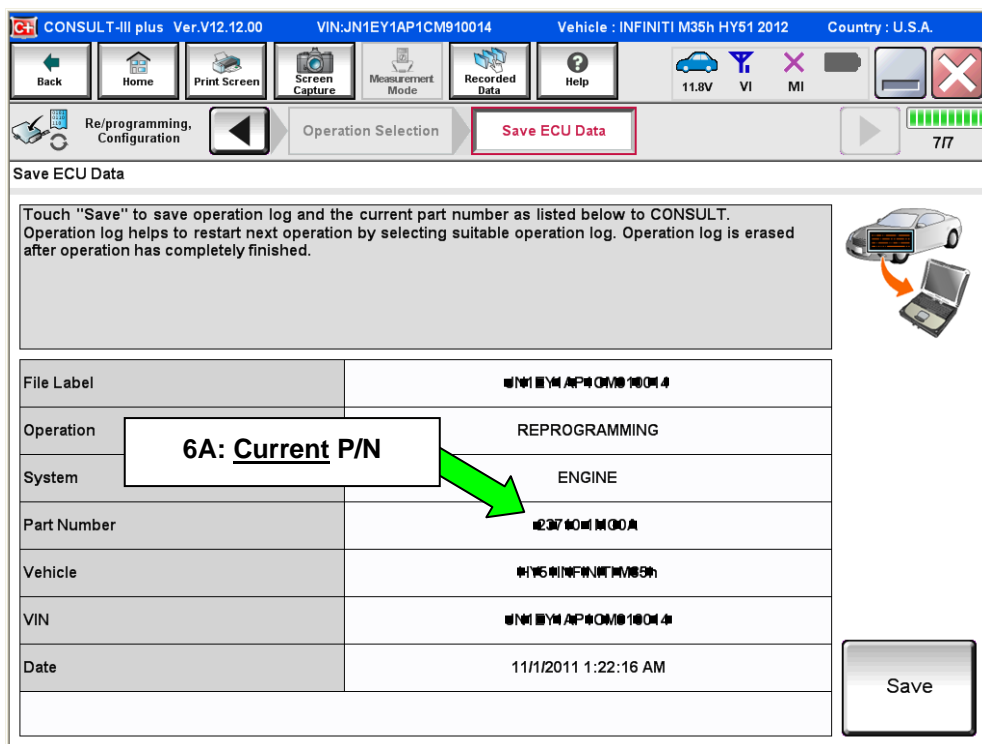 CONSULT-III plus Ver.V12.12.00 VIN:JN1EY1AP1CM910014 Vehicle : INFINITI M35h HY51 2012 Country : U.S.A.
Back Home Print Screen Screen Capture Measurement Mode Recorded Data Help 11.8V VI MI
Re/programming, Configuration Operation Selection Save ECU Data 7/7
Save ECU Data
Touch "Save" to save operation log and the current part number as listed below to CONSULT.
Operation log helps to restart next operation by selecting suitable operation log. Operation log is erased
after operation has completely finished.
File Label
Operation REPROGRAMMING
6A: Current P/N
System ENGINE
Part Number
Vehicle
VIN
Date 11/1/2011 1:22:16 AM
Save